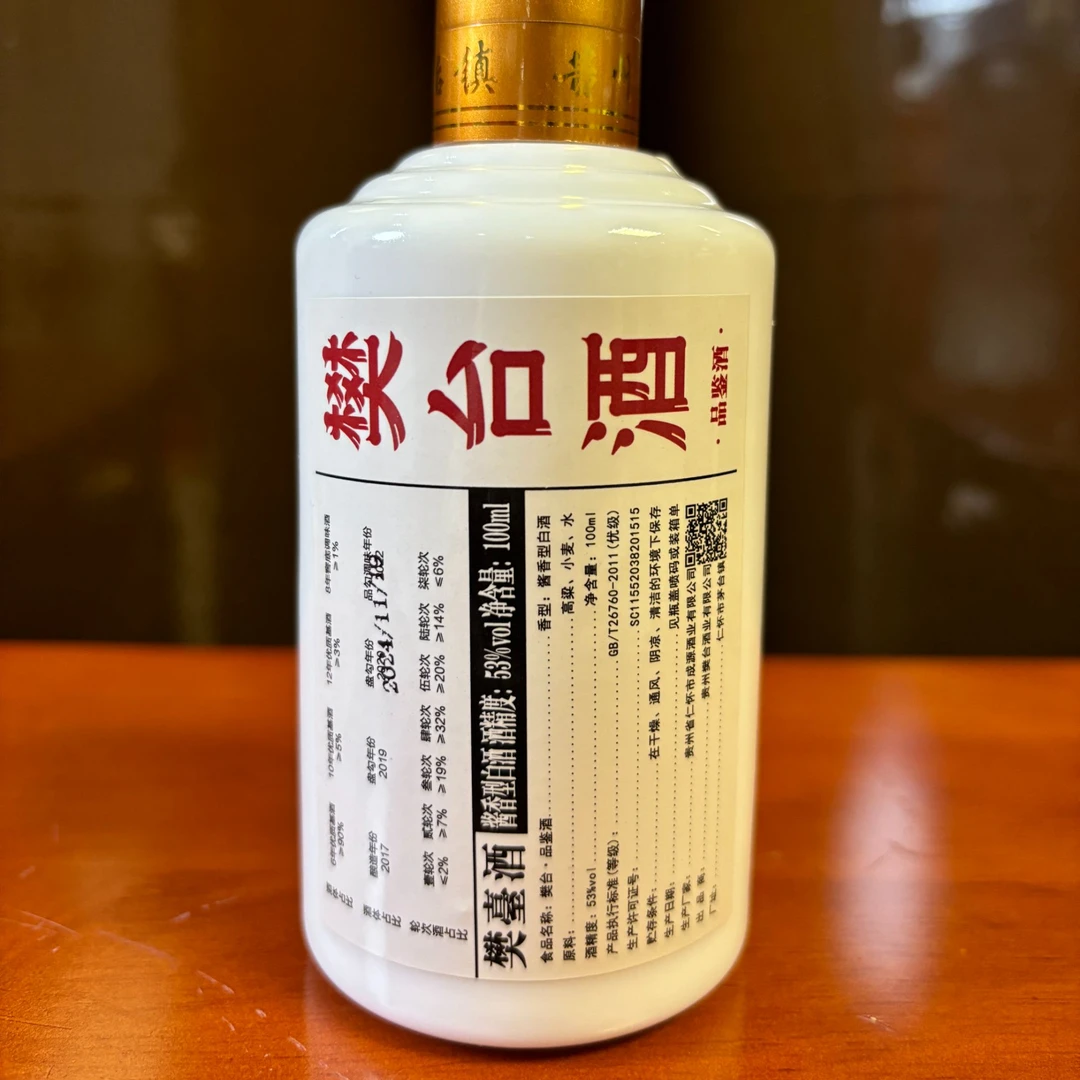 镇
樊台酒
·品鉴酒·
6年优质基酒 10年优质基酒 12年优质基酒 8年窖底调味酒
酒体占比 ≥90% ≥5% ≥3% ≥1%
酿造年份 盘勾年份 盘勾年份 品勾调味年份
酒体占比 2017 2019
2024/11/19
壹轮次 贰轮次 叁轮次 肆轮次 伍轮次 陆轮次 柒轮次
轮次酒占比 ≤2% ≥7% ≥19% ≥32% ≥20% ≥14% ≤6%
樊臺酒 酱香型白酒 酒精度:53%vol 净含量:100ml
食品名称:樊台·品鉴酒 香型:酱香型白酒
原料: 高粱、小麦、水
酒精度:53%vol 净含量:100ml
产品执行标准(等级): GB/T26760-2011(优级)
生产许可证号: SC11552038201515
贮存条件: 在干燥、通风、阴凉、清洁的环境下保存
生产日期: 见瓶盖喷码或装箱单
生产厂家: 贵州省仁怀市成源酒业有限公司
出品商: 贵州樊台酒业有限公司
厂址: 仁怀市茅台镇